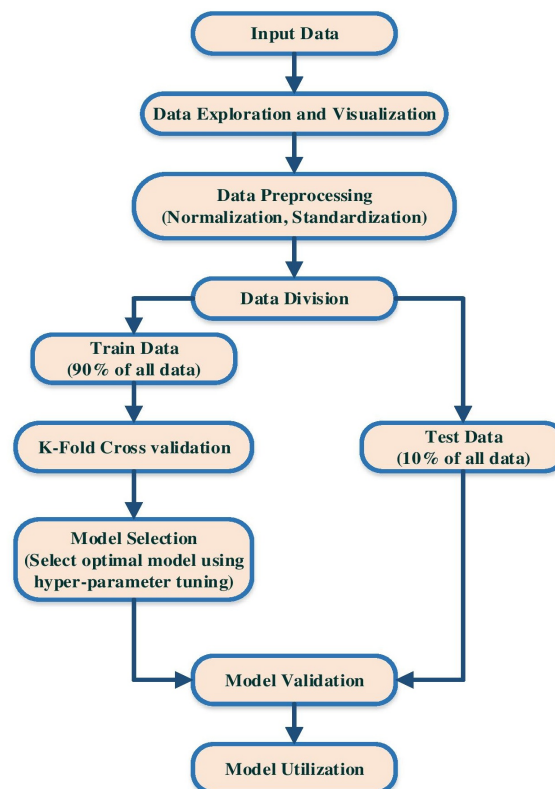 Input Data
Data Exploration and Visualization
Data Preprocessing
(Normalization, Standardization)
Data Division
Train Data
(90% of all data)
K-Fold Cross validation
Model Selection
(Select optimal model using
hyper-parameter tuning)
Test Data
(10% of all data)
Model Validation
Model Utilization